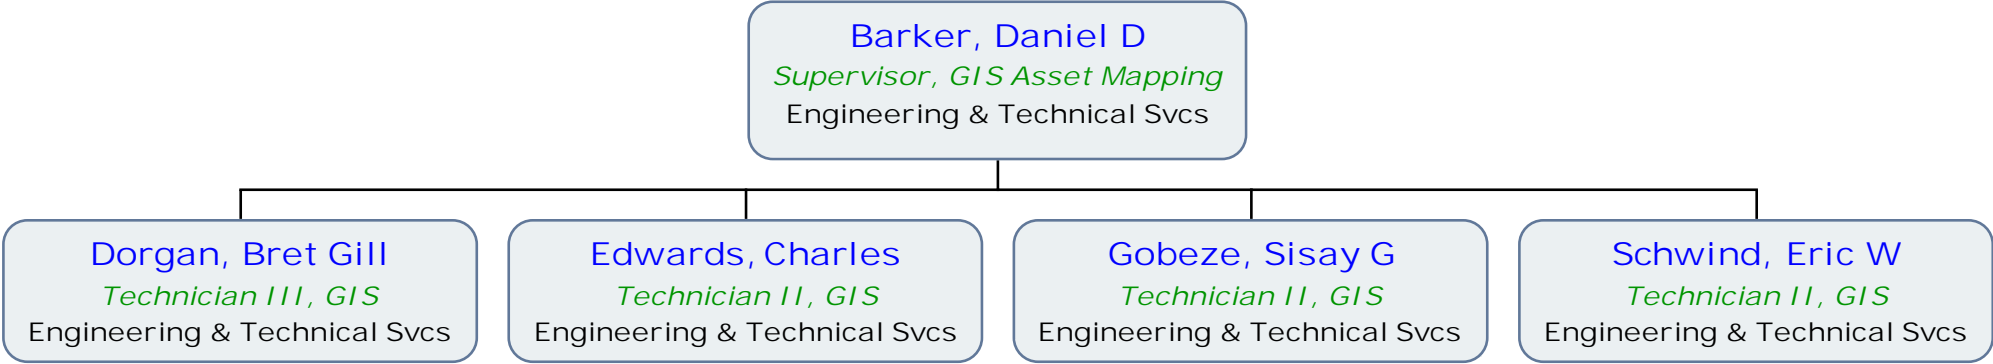 Barker, Daniel D
Supervisor, GIS Asset Mapping
Engineering & Technical Svcs
Dorgan, Bret Gill
Technician III, GIS
Engineering & Technical Svcs
Edwards, Charles
Technician II, GIS
Engineering & Technical Svcs
Gobeze, Sisay G
Technician II, GIS
Engineering & Technical Svcs
Schwind, Eric W
Technician II, GIS
Engineering & Technical Svcs